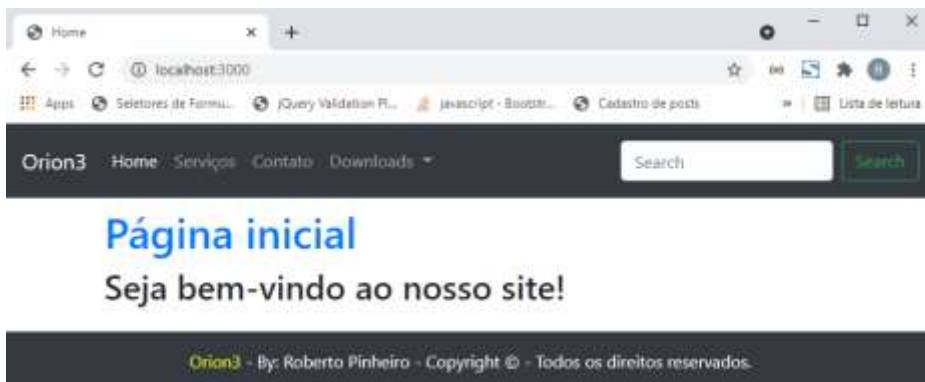 Home
localhost:3000
Apps Seletores de Formu... jQuery Validation Pl... javascript - Bootstr... Cadastro de posts » Lista de leitura
Orion3 Home Serviços Contato Downloads Search Search
Página inicial
Seja bem-vindo ao nosso site!
Orion3 - By: Roberto Pinheiro - Copyright © - Todos os direitos reservados.